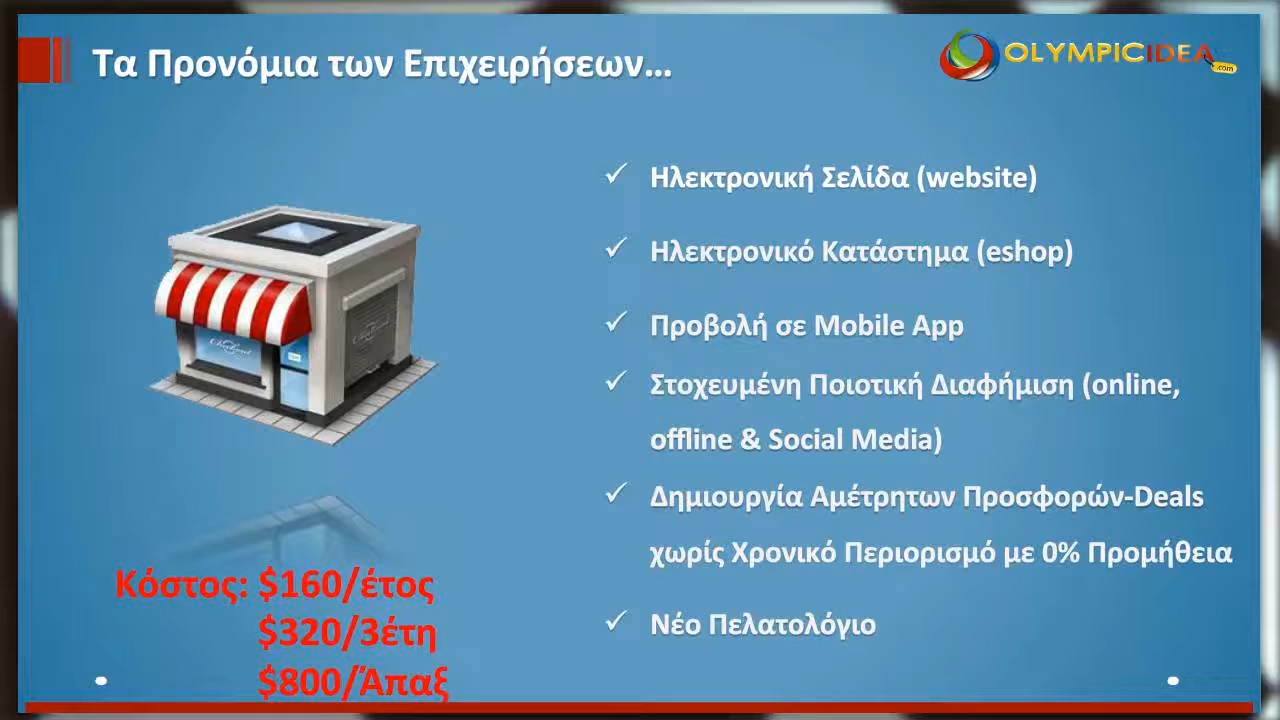 Τα Προνόμια των Επιχειρήσεων...
OLYMPICIDEA
.com
Ηλεκτρονική Σελίδα (website)
Ηλεκτρονικό Κατάστημα (eshop)
Προβολή σε Mobile App
Στοχευμένη Ποιοτική Διαφήμιση (online,
offline & Social Media)
Δημιουργία Αμέτρητων Προσφορών-Deals
χωρίς Χρονικό Περιορισμό με 0% Προμήθεια
Νέο Πελατολόγιο
Κόστος: $160/έτος
$320/3έτη
$800/Άπαξ